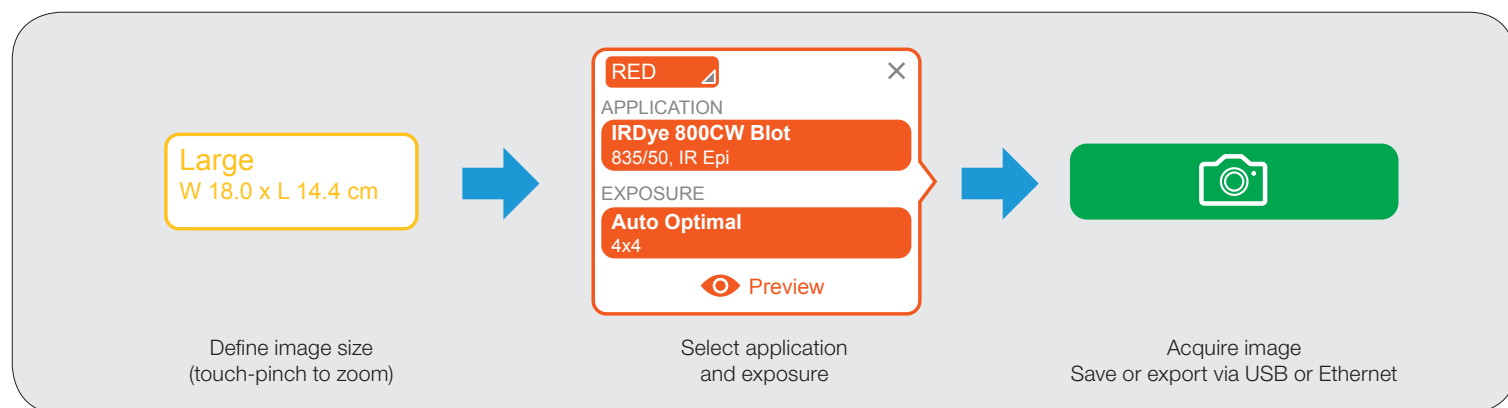 Large
W 18.0 x L 14.4 cm
Define image size
(touch-pinch to zoom)
RED
APPLICATION
IRDye 800CW Blot
835/50, IR Epi
EXPOSURE
Auto Optimal
4x4
Preview
Select application
and exposure
Acquire image
Save or export via USB or Ethernet